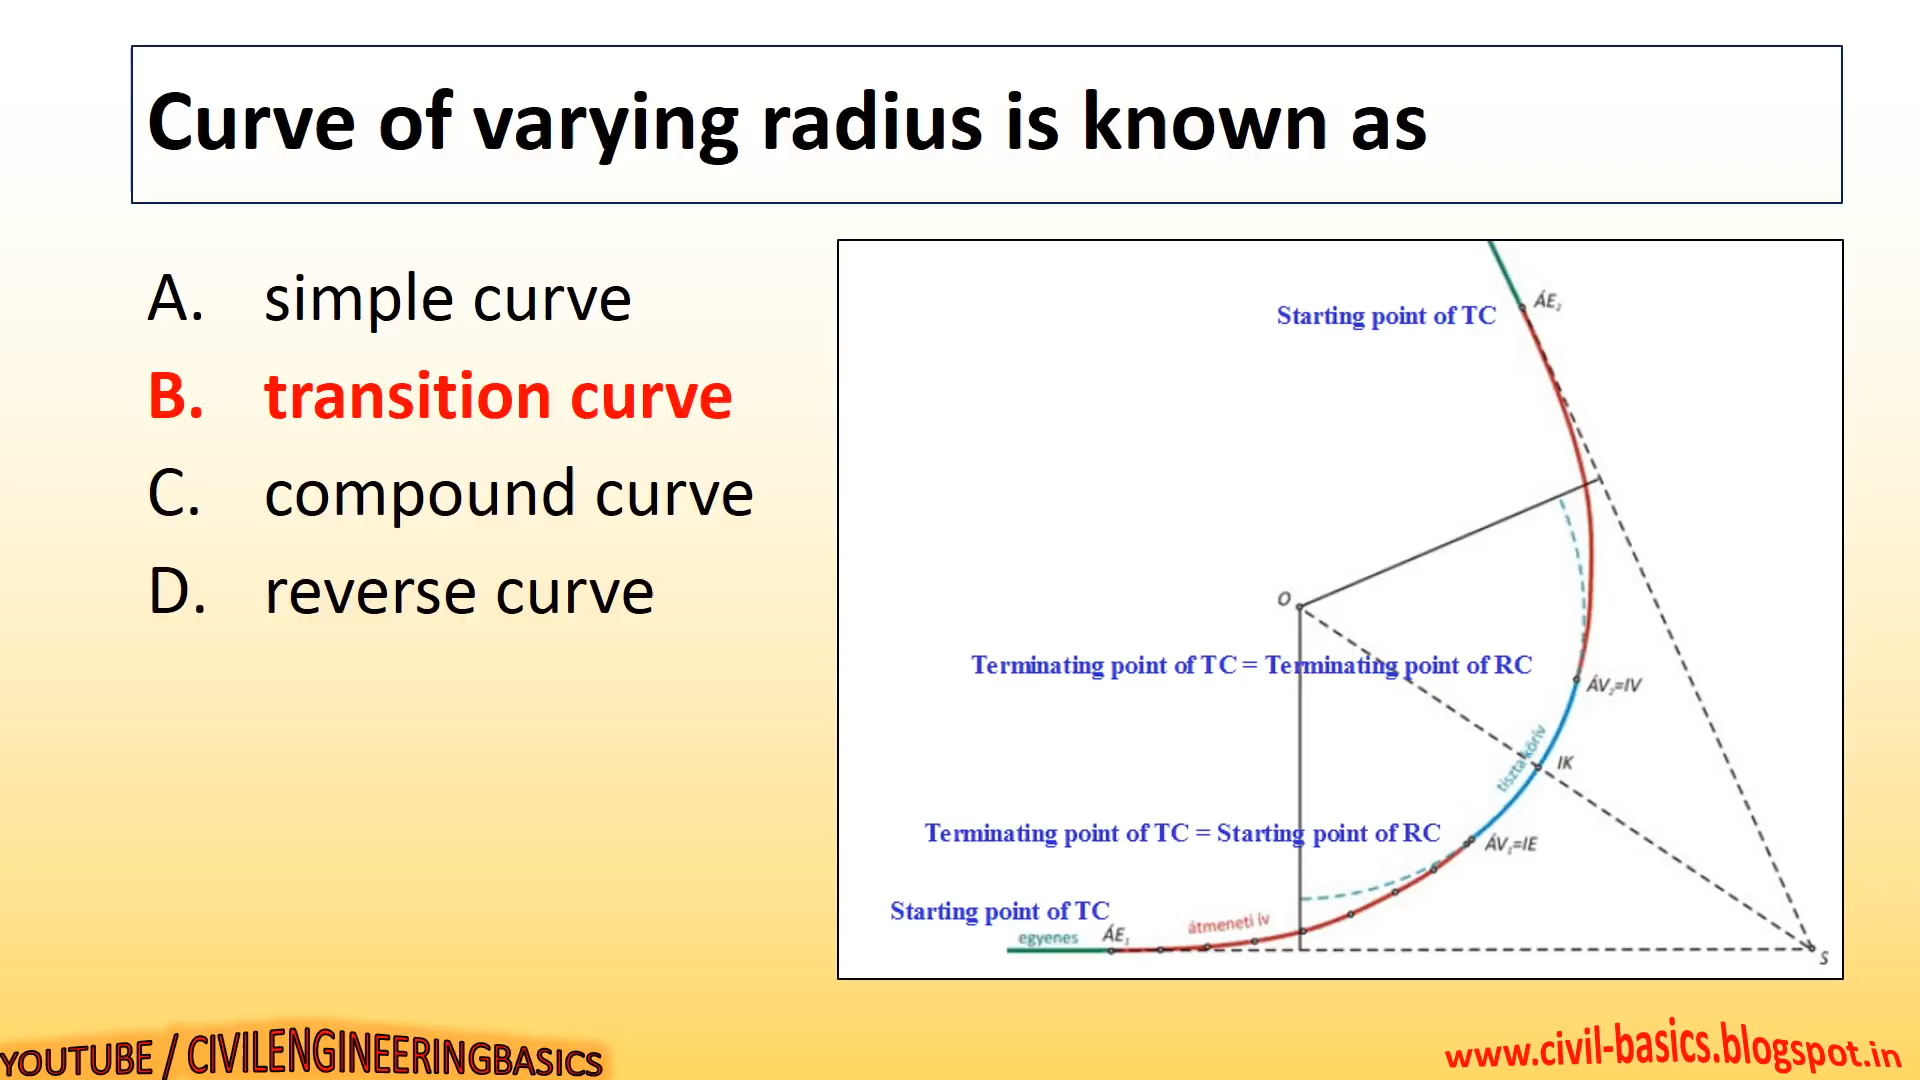 Curve of varying radius is known as
A. simple curve
B. transition curve
C. compound curve
D. reverse curve
Starting point of TC
ÁE₂
O
Terminating point of TC = Terminating point of RC
ÁV₂=IV
tiszta körív
IK
Terminating point of TC = Starting point of RC
ÁV₁=IE
Starting point of TC
egyenes
ÁE₁
átmeneti ív
S
YOUTUBE / CIVILENGINEERINGBASICS
www.civil-basics.blogspot.in